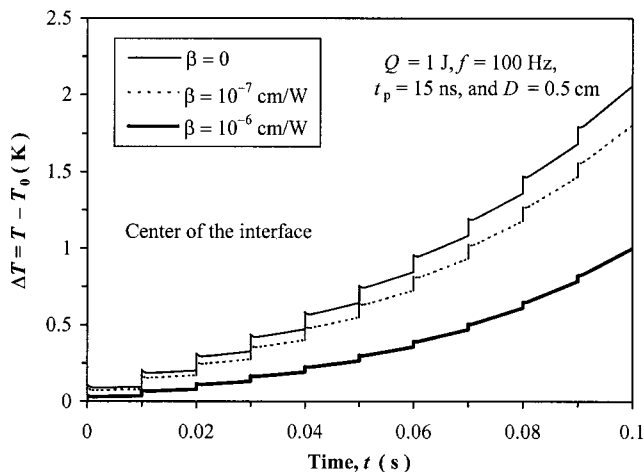 2.5
2
1.5
1
0.5
0
ΔT = T − T₀ ( K )
β = 0
β = 10⁻⁷ cm/W
β = 10⁻⁶ cm/W
Q = 1 J, f = 100 Hz,
tₚ = 15 ns, and D = 0.5 cm
Center of the interface
0 0.02 0.04 0.06 0.08 0.1
Time, t ( s )